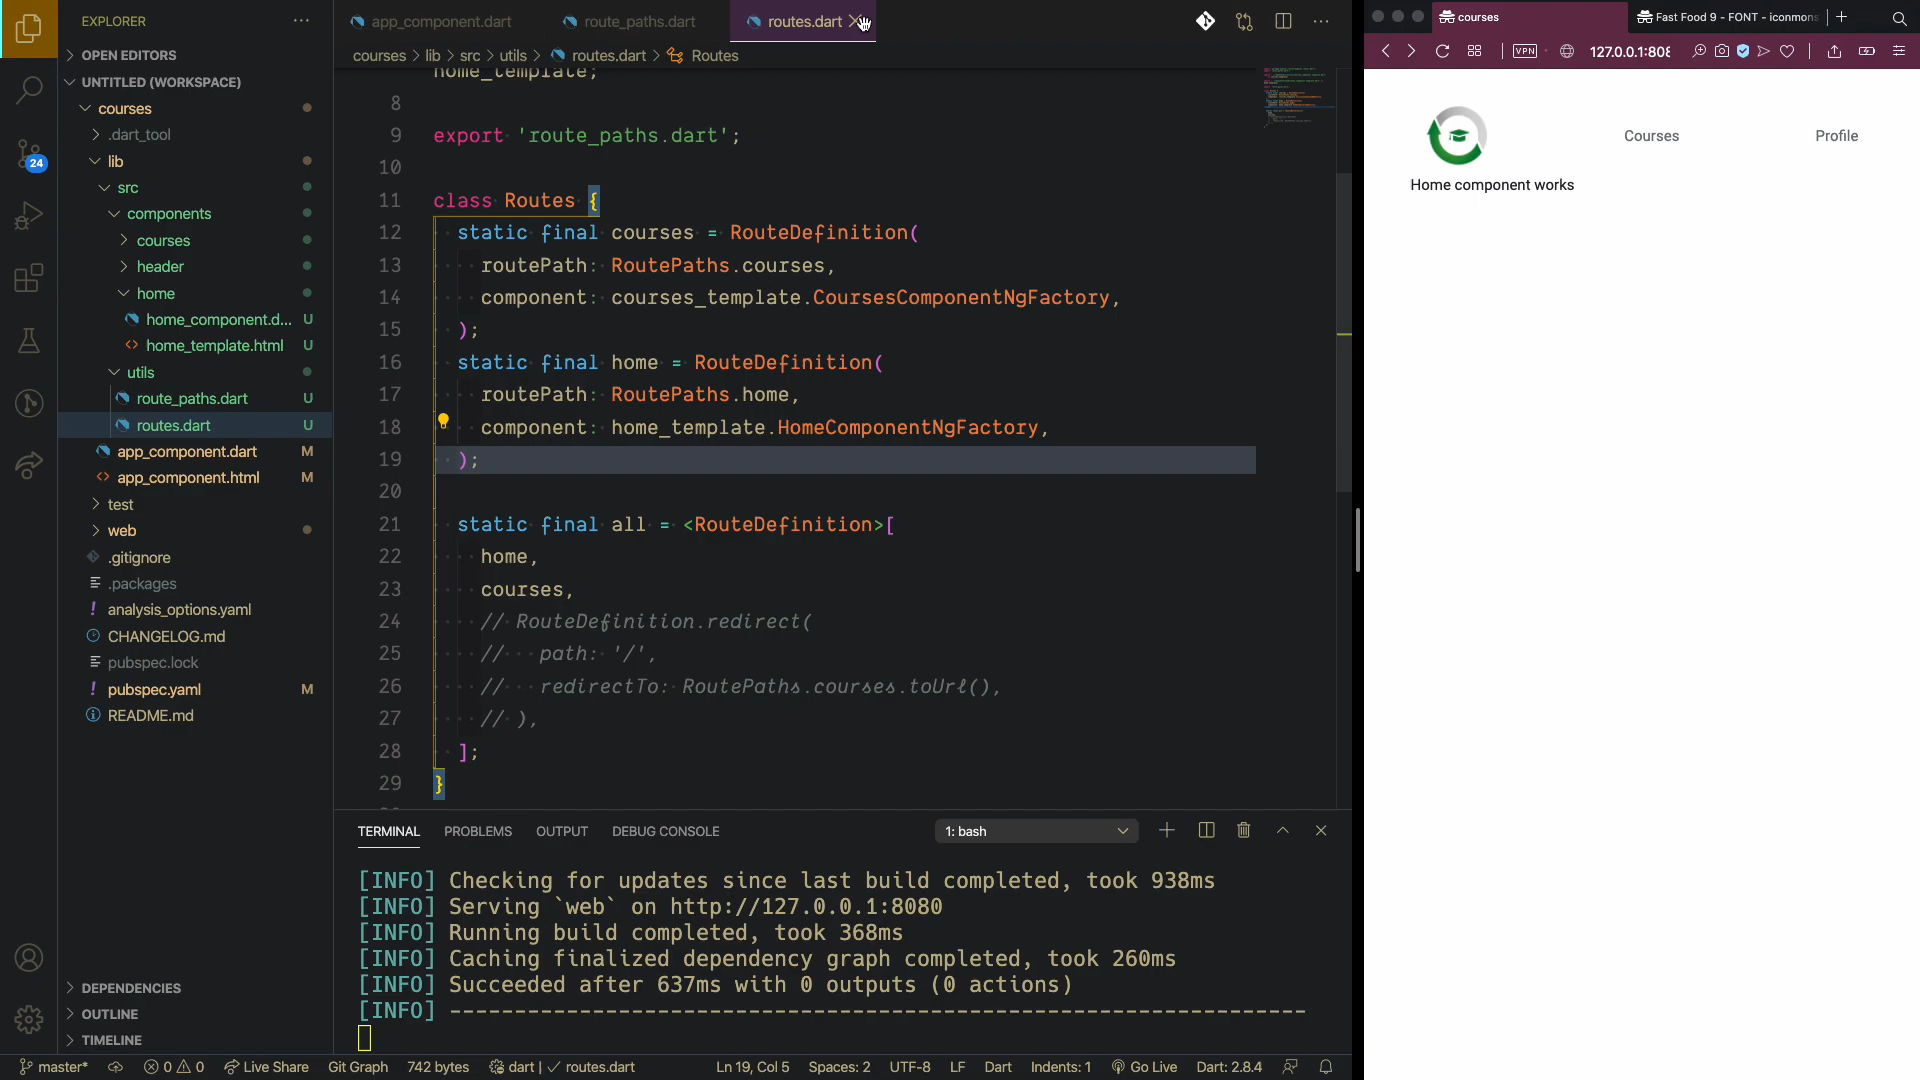 EXPLORER
OPEN EDITORS
UNTITLED (WORKSPACE)
courses
.dart_tool
lib
src
components
courses
header
home
home_component.d... U
home_template.html U
utils
route_paths.dart U
routes.dart U
app_component.dart M
app_component.html M
test
web
.gitignore
.packages
analysis_options.yaml
CHANGELOG.md
pubspec.lock
pubspec.yaml M
README.md
DEPENDENCIES
OUTLINE
TIMELINE
24
app_component.dart route_paths.dart routes.dart
courses > lib > src > utils > routes.dart > Routes
home_template;
8
9 export 'route_paths.dart';
10
11 class Routes {
12 static final courses = RouteDefinition(
13 routePath: RoutePaths.courses,
14 component: courses_template.CoursesComponentNgFactory,
15 );
16 static final home = RouteDefinition(
17 routePath: RoutePaths.home,
18 component: home_template.HomeComponentNgFactory,
19 );
20
21 static final all = <RouteDefinition>[
22 home,
23 courses,
24 // RouteDefinition.redirect(
25 // path: '/',
26 // redirectTo: RoutePaths.courses.toUrl(),
27 // ),
28 ];
29 }
TERMINAL PROBLEMS OUTPUT DEBUG CONSOLE 1: bash
[INFO] Checking for updates since last build completed, took 938ms
[INFO] Serving `web` on http://127.0.0.1:8080
[INFO] Running build completed, took 368ms
[INFO] Caching finalized dependency graph completed, took 260ms
[INFO] Succeeded after 637ms with 0 outputs (0 actions)
[INFO] ------------------------------------------------------------------
master* 0 0 Live Share Git Graph 742 bytes dart | ✓ routes.dart Ln 19, Col 5 Spaces: 2 UTF-8 LF Dart Indents: 1 Go Live Dart: 2.8.4
courses Fast Food 9 - FONT - iconmons
VPN 127.0.0.1:808
Courses Profile
Home component works